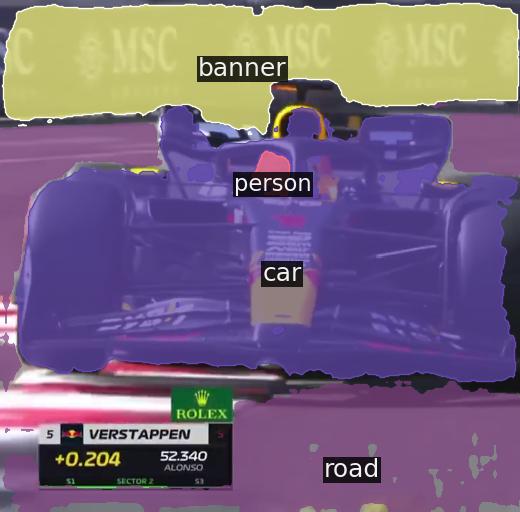 MSC MSC MSC
banner
person
car
ROLEX
5 VERSTAPPEN 5
+0.204 52.340
ALONSO
S1 SECTOR 2 S3
road